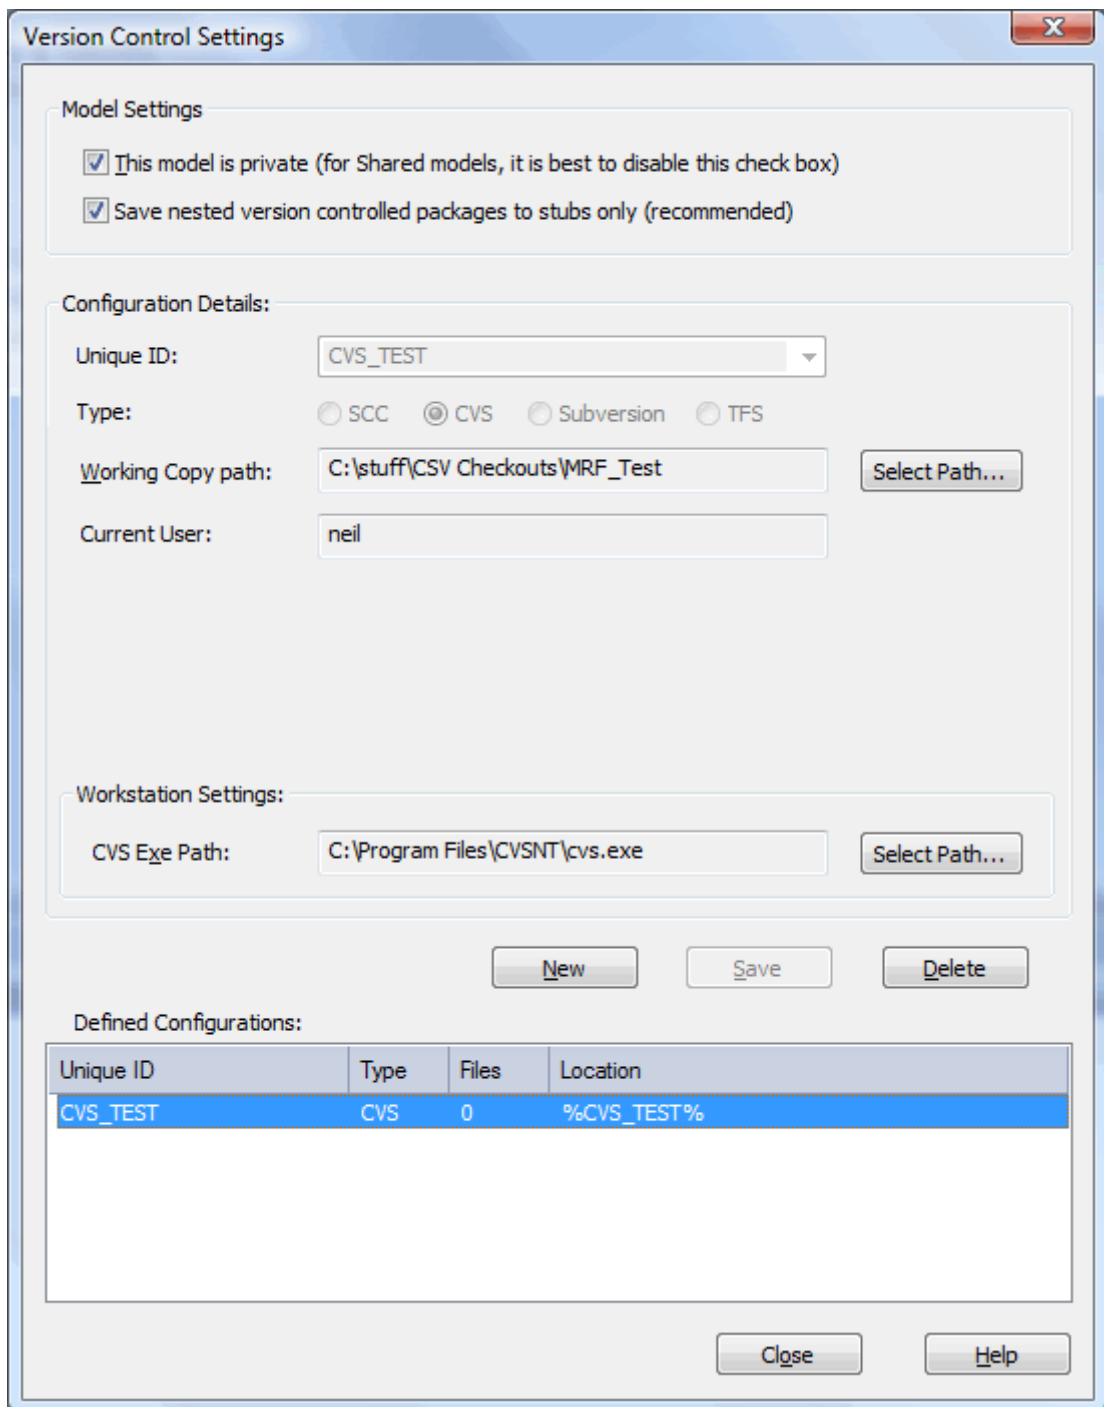 Version Control Settings
Model Settings
This model is private (for Shared models, it is best to disable this check box)
Save nested version controlled packages to stubs only (recommended)
Configuration Details:
Unique ID: CVS_TEST
Type: SCC CVS Subversion TFS
Working Copy path: C:\stuff\CSV Checkouts\MRF_Test Select Path...
Current User: neil
Workstation Settings:
CVS Exe Path: C:\Program Files\CVSNT\cvs.exe Select Path...
New Save Delete
Defined Configurations:
Unique ID Type Files Location
CVS_TEST CVS 0 %CVS_TEST%
Close Help